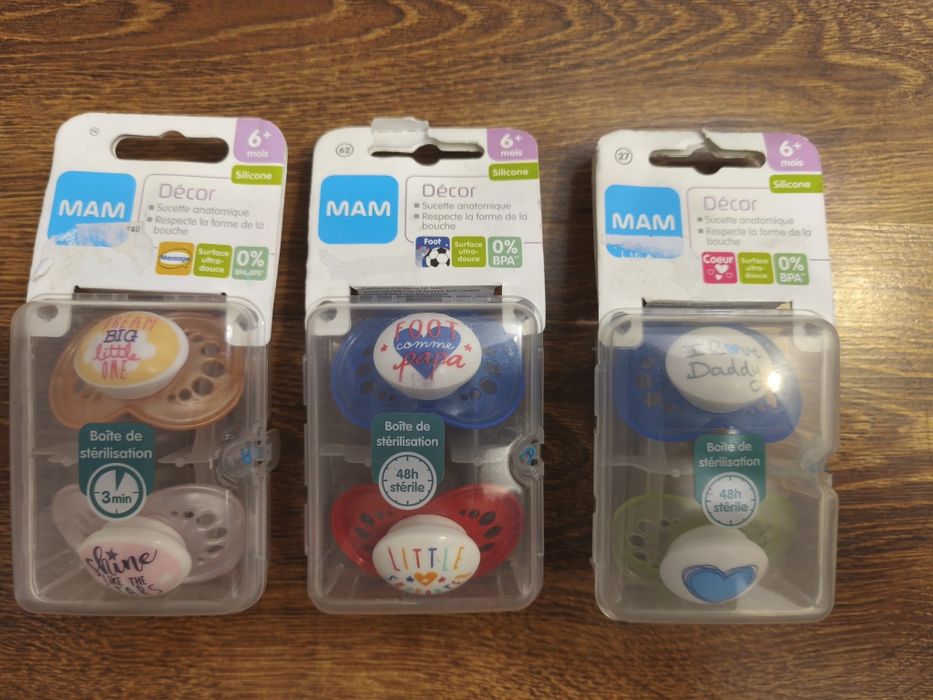 6+
mois
Silicone
MAM
Décor
Sucette anatomique
Respecte la forme de la
bouche
Message
Surface
ultra-
douce
0%
DREAM
BIG
little
ONE
Boîte de
stérilisation
3 min
Shine
LIKE THE
STARS
62
6+
mois
Silicone
MAM
Décor
Sucette anatomique
Respecte la forme de la
bouche
Foot
Surface
ultra-
douce
0%
BPA
FOOT
comme
papa
Boîte de
stérilisation
48h
stérile
LITTLE
27
6+
mois
Silicone
MAM
Décor
Sucette anatomique
Respecte la forme de la
bouche
Coeur
Surface
ultra-
douce
0%
BPA
I love
Daddy
Boîte de
stérilisation
48h
stérile